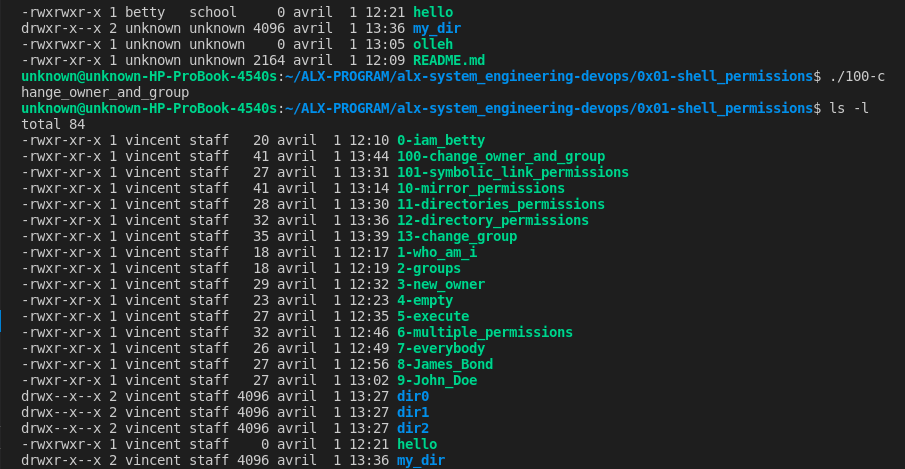 -rwxrwxr-x 1 betty   school     0 avril  1 12:21 hello
drwxr-x--x 2 unknown unknown 4096 avril  1 13:36 my_dir
-rwxrwxr-x 1 unknown unknown    0 avril  1 13:05 olleh
-rwxr-xr-x 1 unknown unknown 2164 avril  1 12:09 README.md
unknown@unknown-HP-ProBook-4540s:~/ALX-PROGRAM/alx-system_engineering-devops/0x01-shell_permissions$ ./100-c
hange_owner_and_group
unknown@unknown-HP-ProBook-4540s:~/ALX-PROGRAM/alx-system_engineering-devops/0x01-shell_permissions$ ls -l
total 84
-rwxr-xr-x 1 vincent staff   20 avril  1 12:10 0-iam_betty
-rwxr-xr-x 1 vincent staff   41 avril  1 13:44 100-change_owner_and_group
-rwxr-xr-x 1 vincent staff   27 avril  1 13:31 101-symbolic_link_permissions
-rwxr-xr-x 1 vincent staff   41 avril  1 13:14 10-mirror_permissions
-rwxr-xr-x 1 vincent staff   28 avril  1 13:30 11-directories_permissions
-rwxr-xr-x 1 vincent staff   32 avril  1 13:36 12-directory_permissions
-rwxr-xr-x 1 vincent staff   35 avril  1 13:39 13-change_group
-rwxr-xr-x 1 vincent staff   18 avril  1 12:17 1-who_am_i
-rwxr-xr-x 1 vincent staff   18 avril  1 12:19 2-groups
-rwxr-xr-x 1 vincent staff   29 avril  1 12:32 3-new_owner
-rwxr-xr-x 1 vincent staff   23 avril  1 12:23 4-empty
-rwxr-xr-x 1 vincent staff   27 avril  1 12:35 5-execute
-rwxr-xr-x 1 vincent staff   32 avril  1 12:46 6-multiple_permissions
-rwxr-xr-x 1 vincent staff   26 avril  1 12:49 7-everybody
-rwxr-xr-x 1 vincent staff   27 avril  1 12:56 8-James_Bond
-rwxr-xr-x 1 vincent staff   27 avril  1 13:02 9-John_Doe
drwx--x--x 2 vincent staff 4096 avril  1 13:27 dir0
drwx--x--x 2 vincent staff 4096 avril  1 13:27 dir1
drwx--x--x 2 vincent staff 4096 avril  1 13:27 dir2
-rwxrwxr-x 1 vincent staff    0 avril  1 12:21 hello
drwxr-x--x 2 vincent staff 4096 avril  1 13:36 my_dir